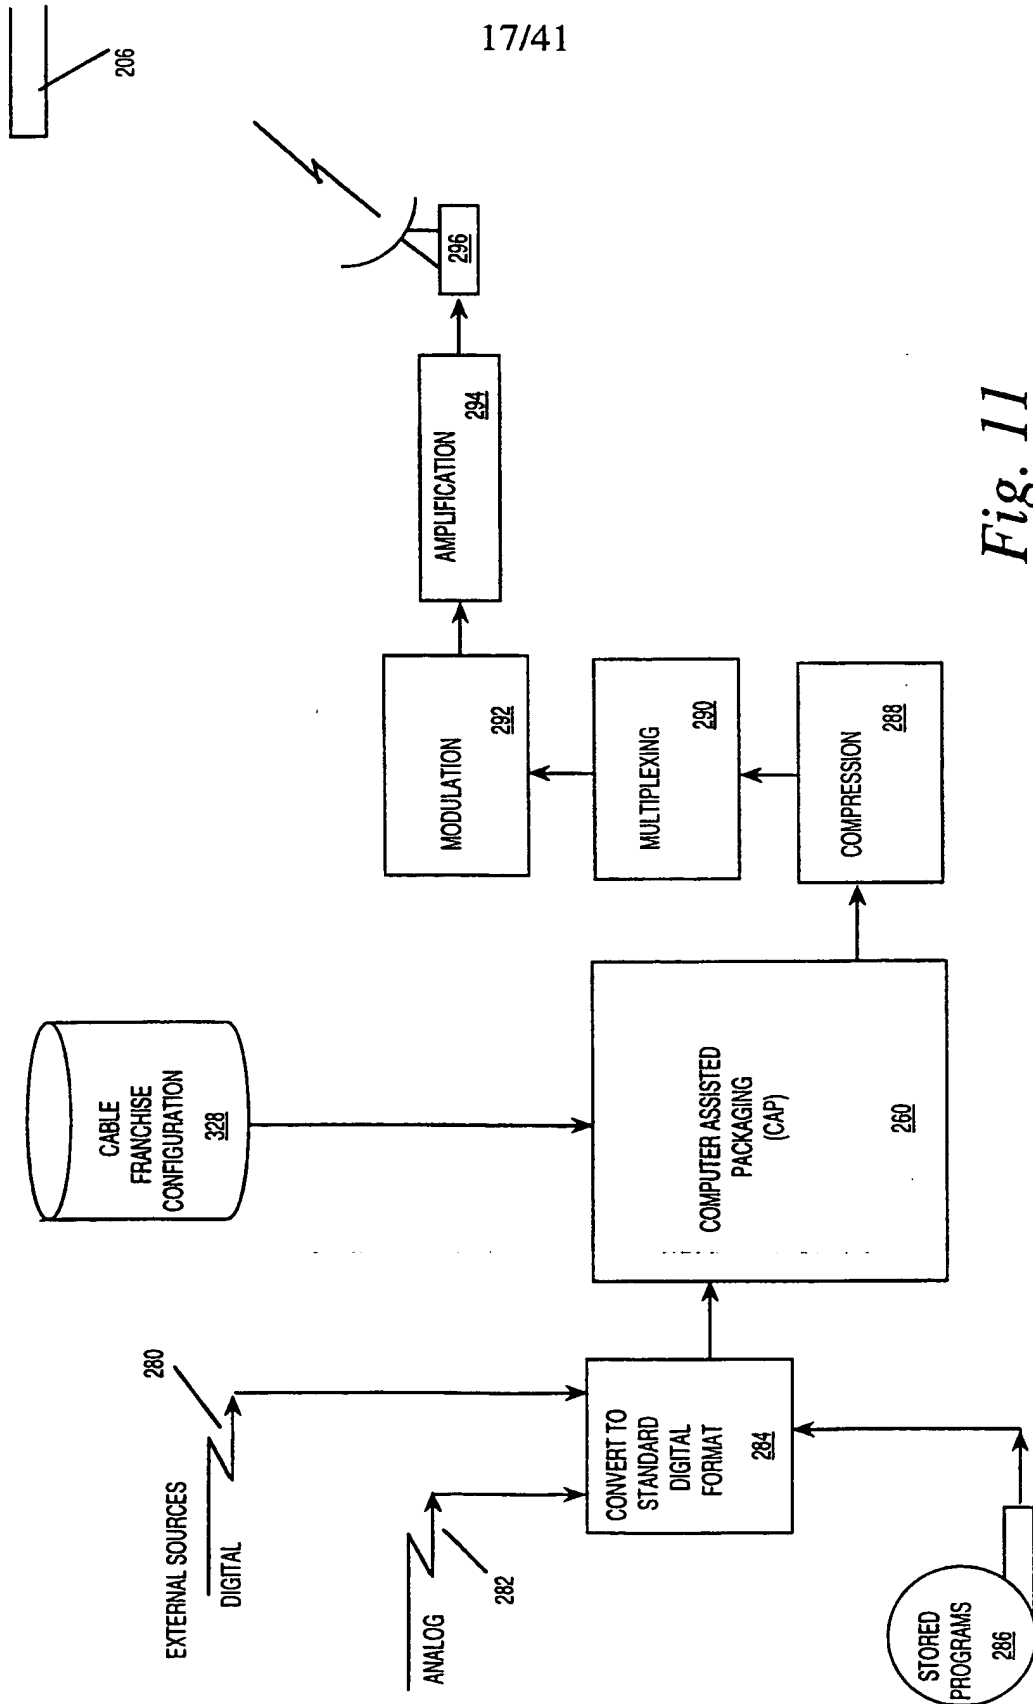 17/41
206
296
AMPLIFICATION
294
MODULATION
292
MULTIPLEXING
290
COMPRESSION
288
CABLE
FRANCHISE
CONFIGURATION
328
COMPUTER ASSISTED
PACKAGING
(CAP)
260
EXTERNAL SOURCES
DIGITAL
280
ANALOG
282
CONVERT TO
STANDARD
DIGITAL
FORMAT
284
STORED
PROGRAMS
286
Fig. 11